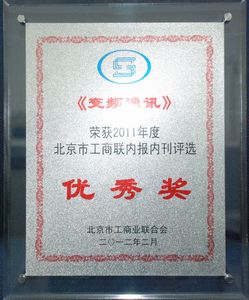 《变频通讯》
荣获2011年度
北京市工商联内报内刊评选
优秀奖
北京市工商业联合会
二〇一二年二月